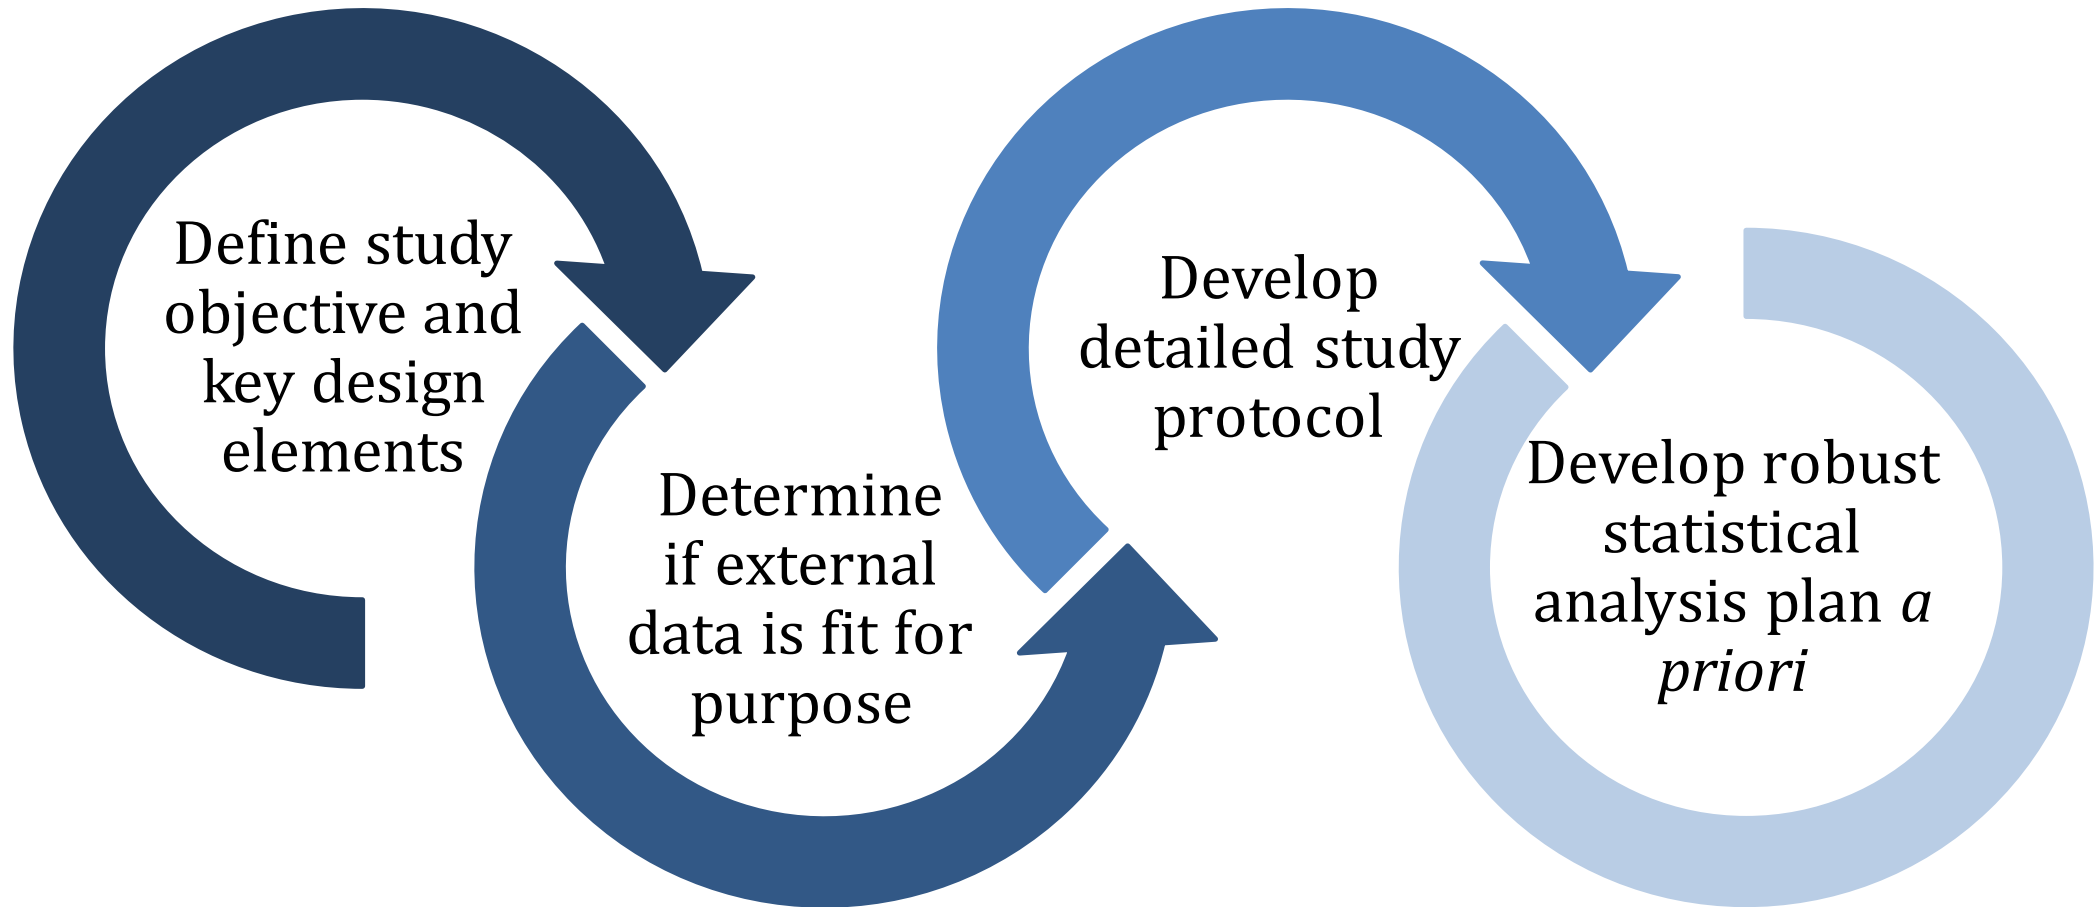 Define study
objective and
key design
elements
Determine
if external
data is fit for
purpose
Develop
detailed study
protocol
Develop robust
statistical
analysis plan a
priori